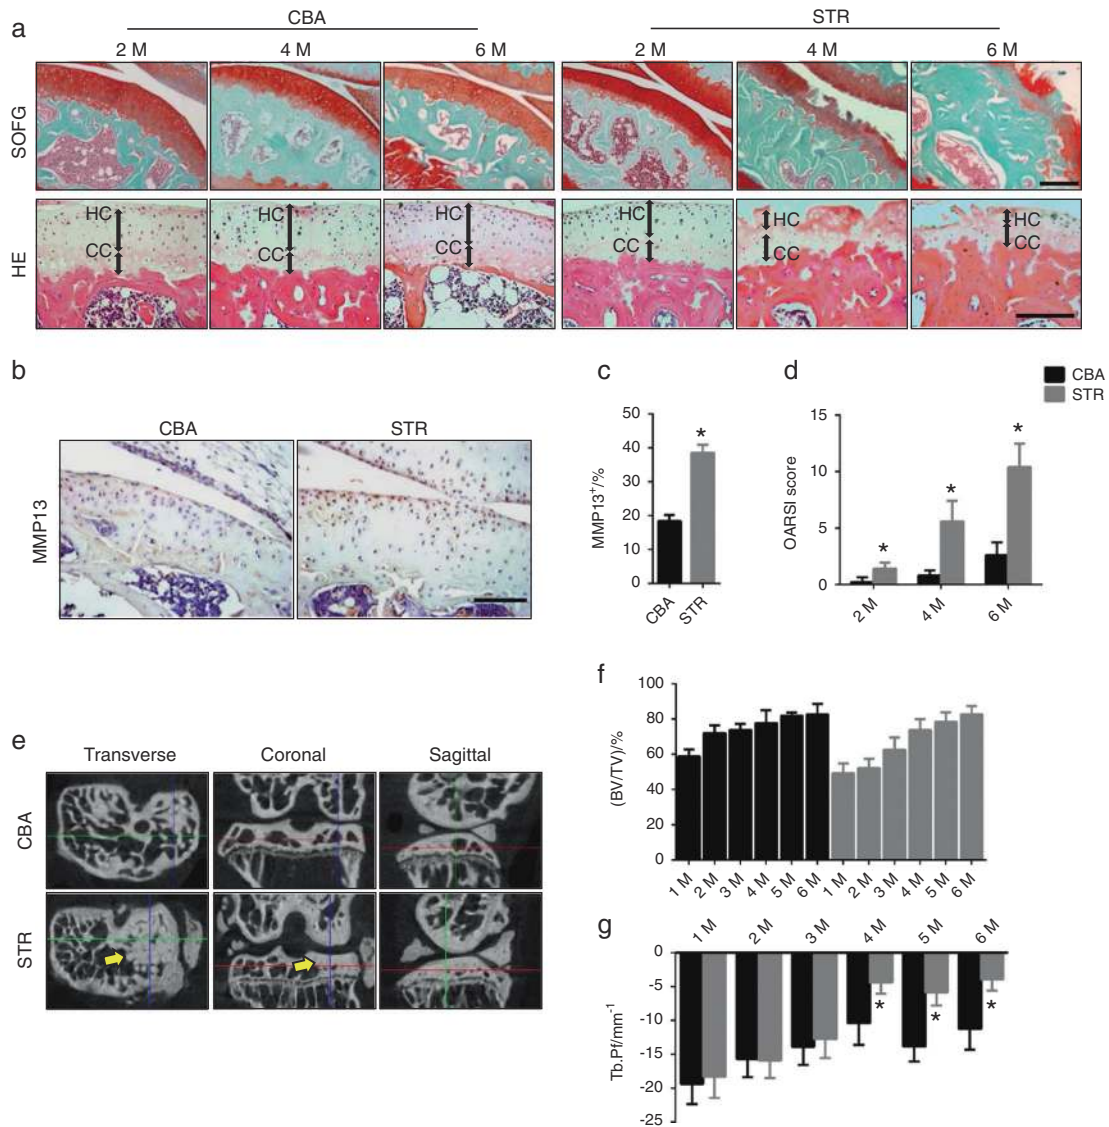 a
CBA
STR
2 M
4 M
6 M
2 M
4 M
6 M
SOFG
HE
HC
CC
HC
CC
HC
CC
HC
CC
HC
CC
HC
CC
b
CBA
STR
MMP13
c
MMP13+/%
50
40
30
20
10
0
CBA
STR
*
d
CBA
STR
OARSI score
15
10
5
0
*
*
*
2 M
4 M
6 M
e
Transverse
Coronal
Sagittal
CBA
STR
f
(BV/TV)/%
100
80
60
40
20
0
1 M
2 M
3 M
4 M
5 M
6 M
1 M
2 M
3 M
4 M
5 M
6 M
g
1 M
2 M
3 M
4 M
5 M
6 M
Tb.Pf/mm-1
0
-5
-10
-15
-20
-25
*
*
*